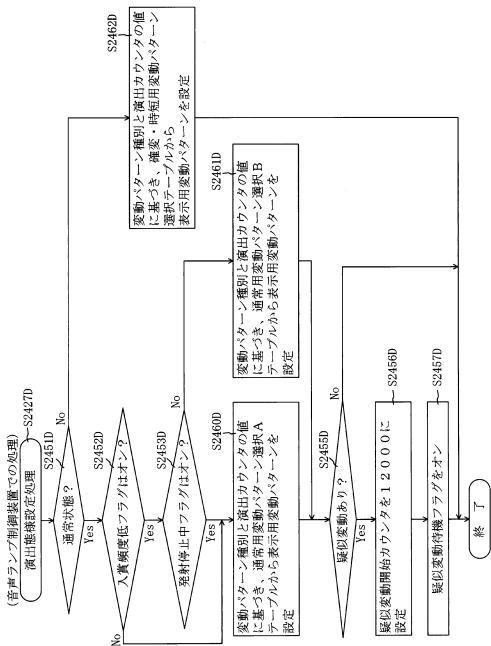 (音声ランプ制御装置での処理)
演出態様設定処理
S2427D
S2451D
通常状態?
No
Yes
S2452D
入賞頻度低フラグはオン?
No
Yes
S2453D
発射停止中フラグはオン?
No
Yes
S2460D
変動パターン種別と演出カウンタの値
に基づき、通常用変動パターン選択A
テーブルから表示用変動パターンを
設定
S2461D
変動パターン種別と演出カウンタの値
に基づき、通常用変動パターン選択B
テーブルから表示用変動パターンを
設定
S2462D
変動パターン種別と演出カウンタの値
に基づき、確変・時短用変動パターン
選択テーブルから
表示用変動パターンを設定
S2455D
疑似変動あり?
No
Yes
S2456D
疑似変動開始カウンタを12000に
設定
S2457D
疑似変動待機フラグをオン
終了